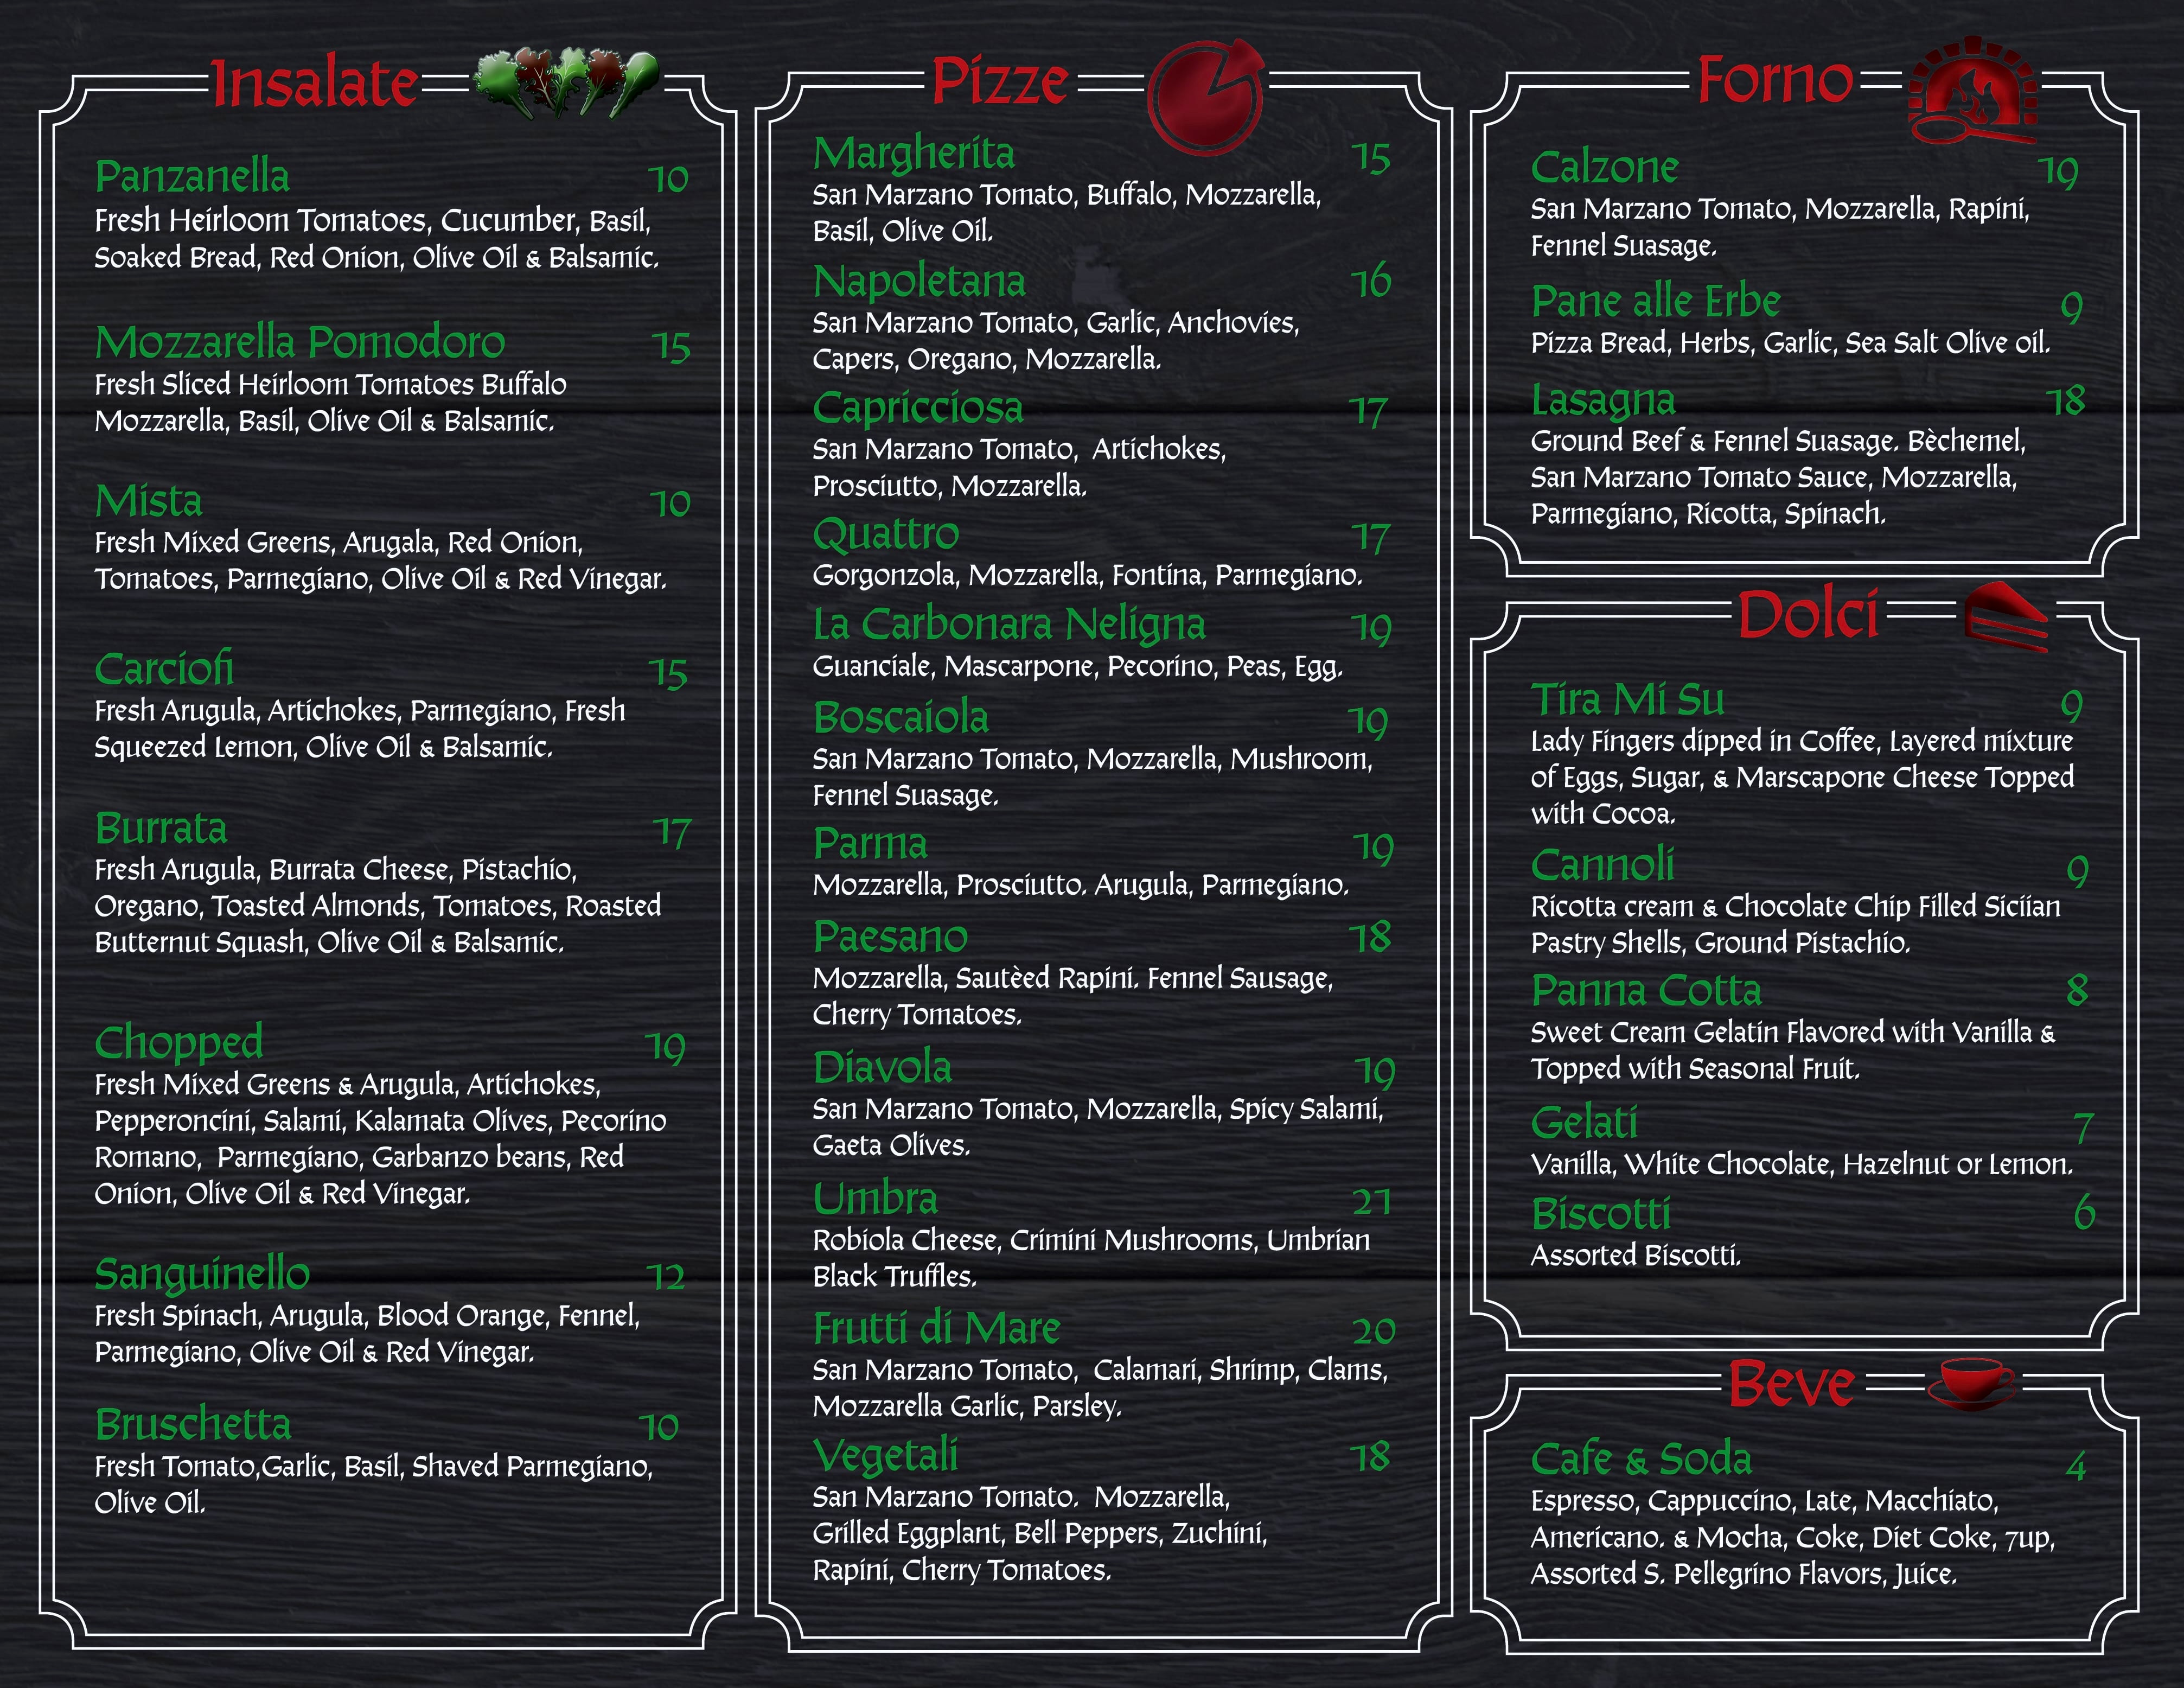 Insalate
Panzanella 10
Fresh Heirloom Tomatoes, Cucumber, Basil,
Soaked Bread, Red Onion, Olive Oil & Balsamic.
Mozzarella Pomodoro 15
Fresh Sliced Heirloom Tomatoes Buffalo
Mozzarella, Basil, Olive Oil & Balsamic.
Mista 10
Fresh Mixed Greens, Arugala, Red Onion,
Tomatoes, Parmegiano, Olive Oil & Red Vinegar.
Carciofi 15
Fresh Arugula, Artichokes, Parmegiano, Fresh
Squeezed Lemon, Olive Oil & Balsamic.
Burrata 17
Fresh Arugula, Burrata Cheese, Pistachio,
Oregano, Toasted Almonds, Tomatoes, Roasted
Butternut Squash, Olive Oil & Balsamic.
Chopped 19
Fresh Mixed Greens & Arugula, Artichokes,
Pepperoncini, Salami, Kalamata Olives, Pecorino
Romano, Parmegiano, Garbanzo beans, Red
Onion, Olive Oil & Red Vinegar.
Sanguinello 12
Fresh Spinach, Arugula, Blood Orange, Fennel,
Parmegiano, Olive Oil & Red Vinegar.
Bruschetta 10
Fresh Tomato,Garlic, Basil, Shaved Parmegiano,
Olive Oil.
Pizze
Margherita 15
San Marzano Tomato, Buffalo, Mozzarella,
Basil, Olive Oil.
Napoletana 16
San Marzano Tomato, Garlic, Anchovies,
Capers, Oregano, Mozzarella.
Capricciosa 17
San Marzano Tomato, Artichokes,
Prosciutto, Mozzarella.
Quattro 17
Gorgonzola, Mozzarella, Fontina, Parmegiano.
La Carbonara Neligna 19
Guanciale, Mascarpone, Pecorino, Peas, Egg.
Boscaiola 19
San Marzano Tomato, Mozzarella, Mushroom,
Fennel Suasage.
Parma 19
Mozzarella, Prosciutto. Arugula, Parmegiano.
Paesano 18
Mozzarella, Sautèed Rapini. Fennel Sausage,
Cherry Tomatoes.
Diavola 19
San Marzano Tomato, Mozzarella, Spicy Salami,
Gaeta Olives.
Umbra 21
Robiola Cheese, Crimini Mushrooms, Umbrian
Black Truffles.
Frutti di Mare 20
San Marzano Tomato, Calamari, Shrimp, Clams,
Mozzarella Garlic, Parsley.
Vegetali 18
San Marzano Tomato. Mozzarella,
Grilled Eggplant, Bell Peppers, Zuchini,
Rapini, Cherry Tomatoes.
Forno
Calzone 19
San Marzano Tomato, Mozzarella, Rapini,
Fennel Suasage.
Pane alle Erbe 9
Pizza Bread, Herbs, Garlic, Sea Salt Olive oil.
Lasagna 18
Ground Beef & Fennel Suasage. Bèchemel,
San Marzano Tomato Sauce, Mozzarella,
Parmegiano, Ricotta, Spinach.
Dolci
Tira Mi Su 9
Lady Fingers dipped in Coffee, Layered mixture
of Eggs, Sugar, & Marscapone Cheese Topped
with Cocoa.
Cannoli 9
Ricotta cream & Chocolate Chip Filled Siciian
Pastry Shells, Ground Pistachio.
Panna Cotta 8
Sweet Cream Gelatin Flavored with Vanilla &
Topped with Seasonal Fruit.
Gelati 7
Vanilla, White Chocolate, Hazelnut or Lemon.
Biscotti 6
Assorted Biscotti.
Beve
Cafe & Soda 4
Espresso, Cappuccino, Late, Macchiato,
Americano. & Mocha, Coke, Diet Coke, 7up,
Assorted S. Pellegrino Flavors, Juice.